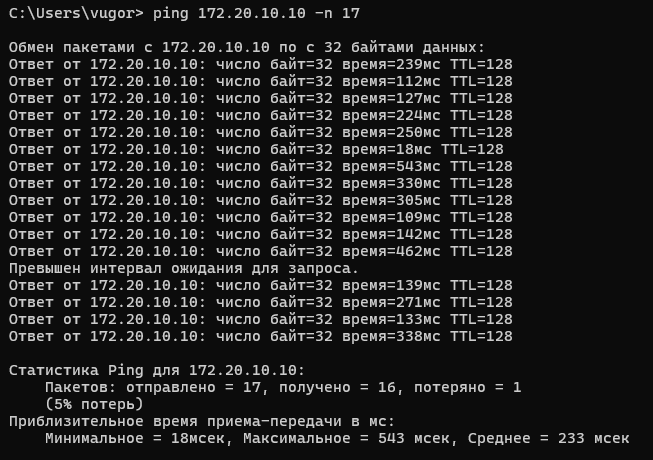 C:\Users\vugor> ping 172.20.10.10 -n 17
Обмен пакетами с 172.20.10.10 по с 32 байтами данных:
Ответ от 172.20.10.10: число байт=32 время=239мс TTL=128
Ответ от 172.20.10.10: число байт=32 время=112мс TTL=128
Ответ от 172.20.10.10: число байт=32 время=127мс TTL=128
Ответ от 172.20.10.10: число байт=32 время=224мс TTL=128
Ответ от 172.20.10.10: число байт=32 время=250мс TTL=128
Ответ от 172.20.10.10: число байт=32 время=18мс TTL=128
Ответ от 172.20.10.10: число байт=32 время=543мс TTL=128
Ответ от 172.20.10.10: число байт=32 время=330мс TTL=128
Ответ от 172.20.10.10: число байт=32 время=305мс TTL=128
Ответ от 172.20.10.10: число байт=32 время=109мс TTL=128
Ответ от 172.20.10.10: число байт=32 время=142мс TTL=128
Ответ от 172.20.10.10: число байт=32 время=462мс TTL=128
Превышен интервал ожидания для запроса.
Ответ от 172.20.10.10: число байт=32 время=139мс TTL=128
Ответ от 172.20.10.10: число байт=32 время=271мс TTL=128
Ответ от 172.20.10.10: число байт=32 время=133мс TTL=128
Ответ от 172.20.10.10: число байт=32 время=338мс TTL=128
Статистика Ping для 172.20.10.10:
Пакетов: отправлено = 17, получено = 16, потеряно = 1
(5% потерь)
Приблизительное время приема-передачи в мс:
Минимальное = 18мсек, Максимальное = 543 мсек, Среднее = 233 мсек